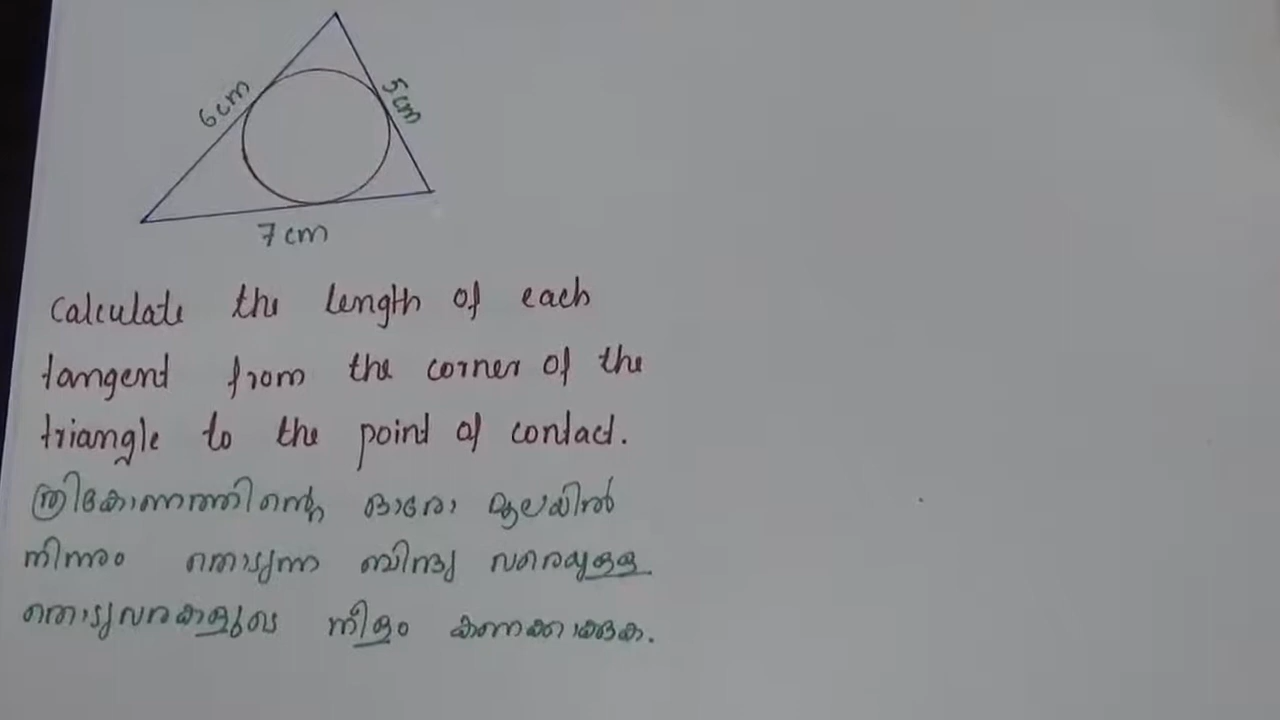 6cm
5cm
7cm
Calculate the length of each
tangent from the corner of the
triangle to the point of contact.
ത്രികോണത്തിന്റെ ഓരോ മൂലയിൽ
നിന്നും തൊടുന്ന ബിന്ദു വരെയുള്ള
തൊടുവരകളുടെ നീളം കണക്കാക്കുക.